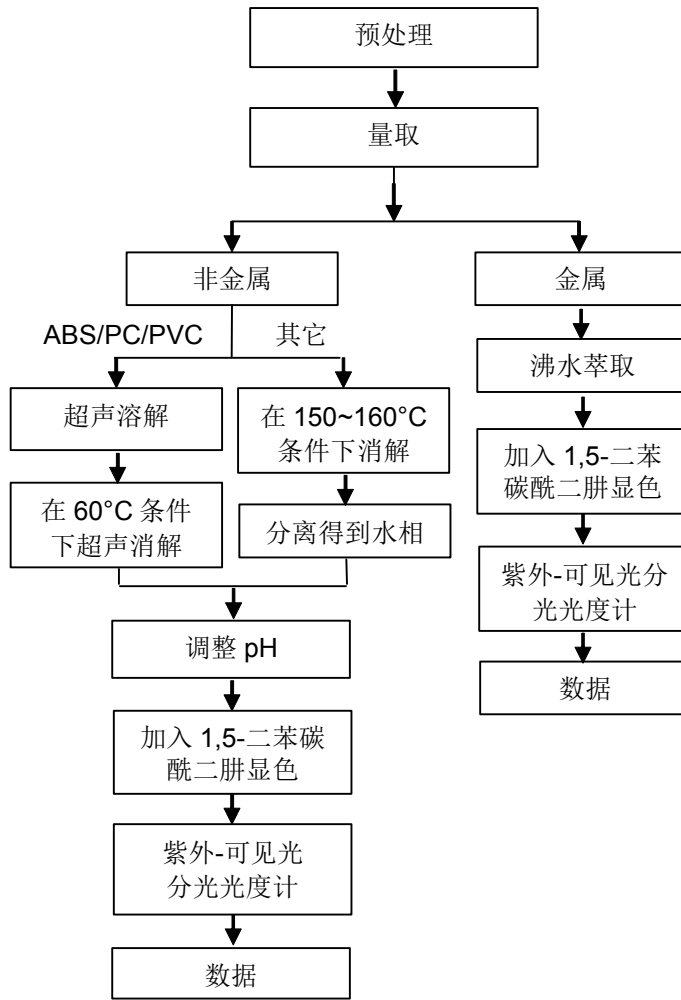 预处理
量取
非金属
金属
ABS/PC/PVC
其它
沸水萃取
超声溶解
在 150~160°C
条件下消解
加入 1,5-二苯
碳酰二肼显色
在 60°C 条件
下超声消解
分离得到水相
紫外-可见光分
光光度计
调整 pH
数据
加入 1,5-二苯碳
酰二肼显色
紫外-可见光
分光光度计
数据